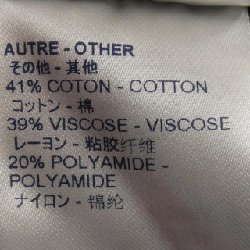 AUTRE - OTHER
その他 - 其他
41% COTON - COTTON
コットン - 棉
39% VISCOSE - VISCOSE
レーヨン - 粘胶纤维
20% POLYAMIDE -
POLYAMIDE
ナイロン - 锦纶